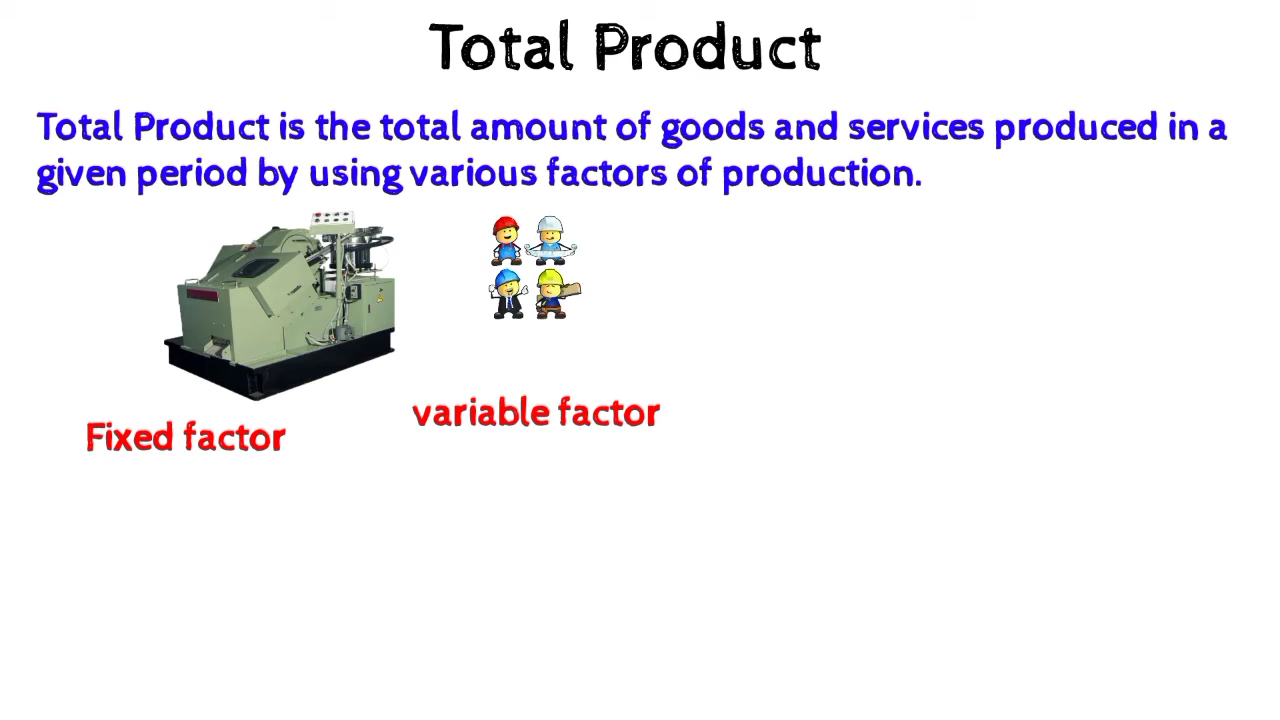 Total Product
Total Product is the total amount of goods and services produced in a
given period by using various factors of production.
variable factor
Fixed factor